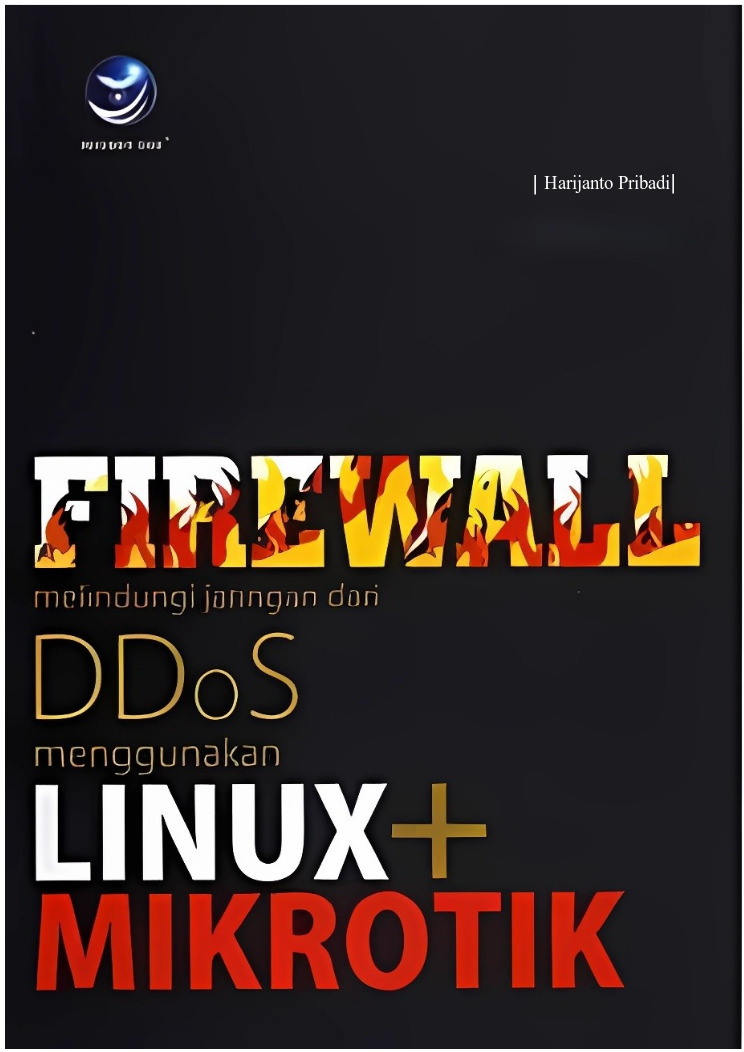 | Harijanto Pribadi|
FIREWALL
melindungi jaringan dari
DDoS
menggunakan
LINUX+
MIKROTIK